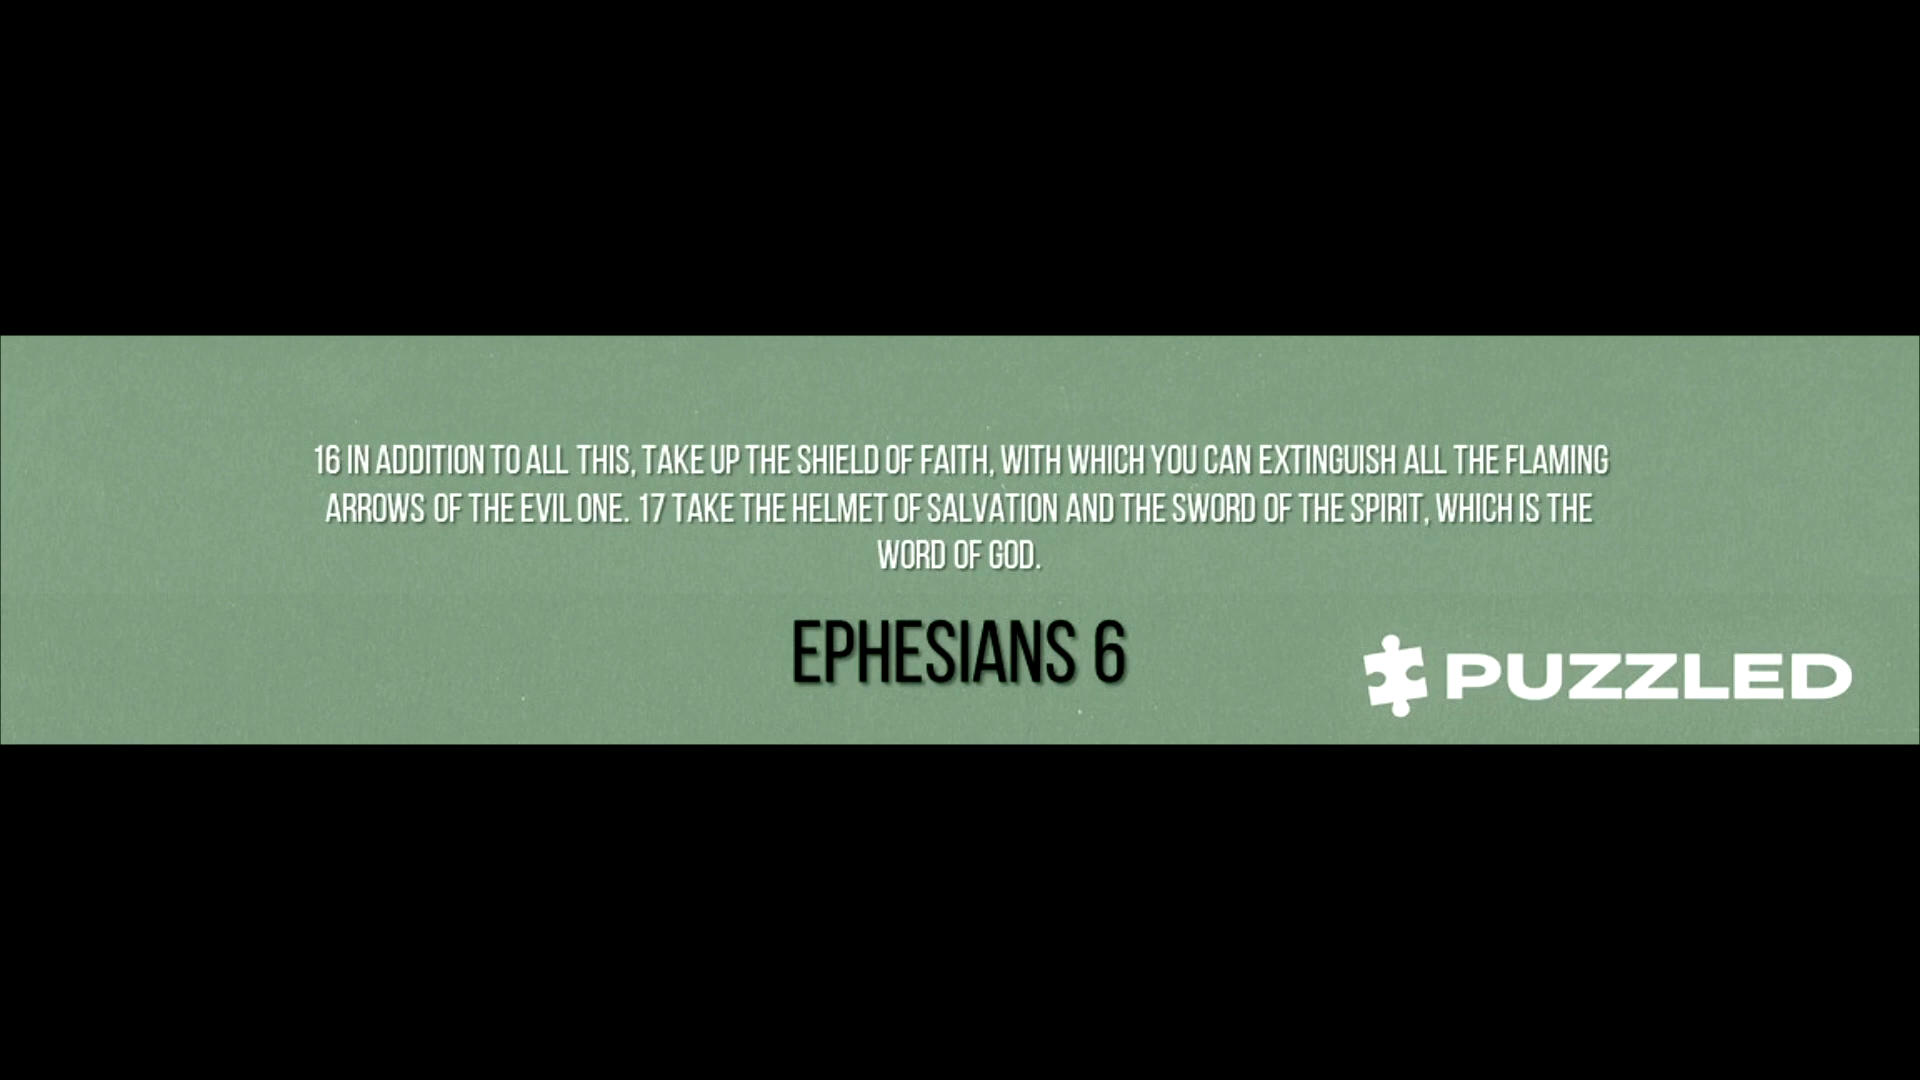 16 IN ADDITION TO ALL THIS, TAKE UP THE SHIELD OF FAITH, WITH WHICH YOU CAN EXTINGUISH ALL THE FLAMING
ARROWS OF THE EVIL ONE. 17 TAKE THE HELMET OF SALVATION AND THE SWORD OF THE SPIRIT, WHICH IS THE
WORD OF GOD.
EPHESIANS 6
PUZZLED